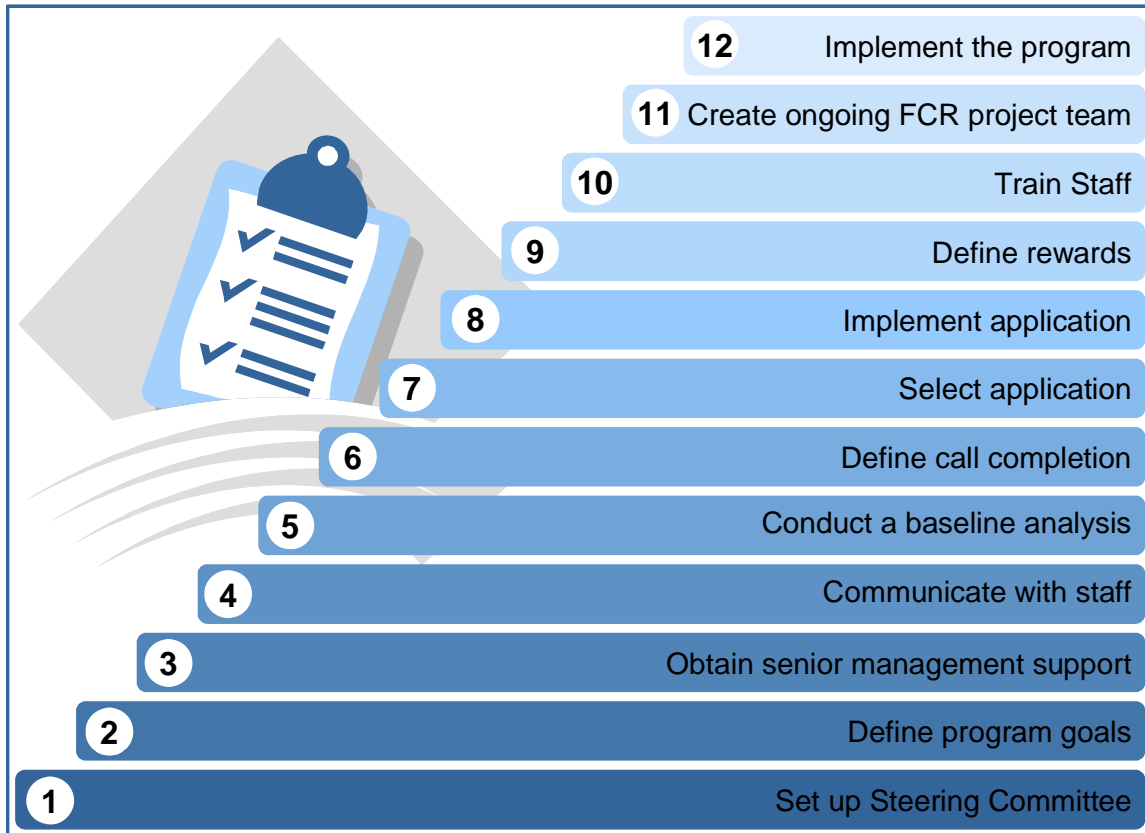 12 Implement the program
11 Create ongoing FCR project team
10 Train Staff
9 Define rewards
8 Implement application
7 Select application
6 Define call completion
5 Conduct a baseline analysis
4 Communicate with staff
3 Obtain senior management support
2 Define program goals
1 Set up Steering Committee